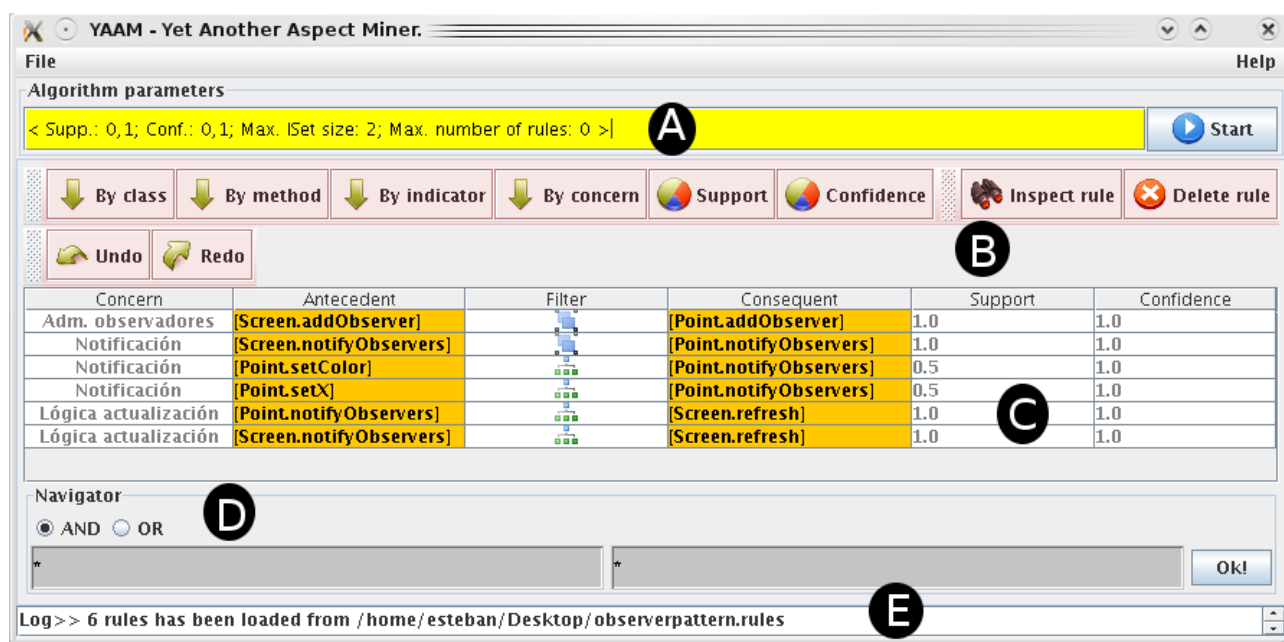 YAAM - Yet Another Aspect Miner.
File Help
Algorithm parameters
< Supp.: 0,1; Conf.: 0,1; Max. ISet size: 2; Max. number of rules: 0 >
A
Start
By class By method By indicator By concern Support Confidence Inspect rule Delete rule
Undo Redo
B
Concern Antecedent Filter Consequent Support Confidence
Adm. observadores [Screen.addObserver] [Point.addObserver] 1.0 1.0
Notificación [Screen.notifyObservers] [Point.notifyObservers] 1.0 1.0
Notificación [Point.setColor] [Point.notifyObservers] 0.5 1.0
Notificación [Point.setX] [Point.notifyObservers] 0.5 1.0
Lógica actualización [Point.notifyObservers] [Screen.refresh] 1.0 1.0
Lógica actualización [Screen.notifyObservers] [Screen.refresh] 1.0 1.0
C
Navigator
D
AND OR
* * Ok!
Log>> 6 rules has been loaded from /home/esteban/Desktop/observerpattern.rules
E